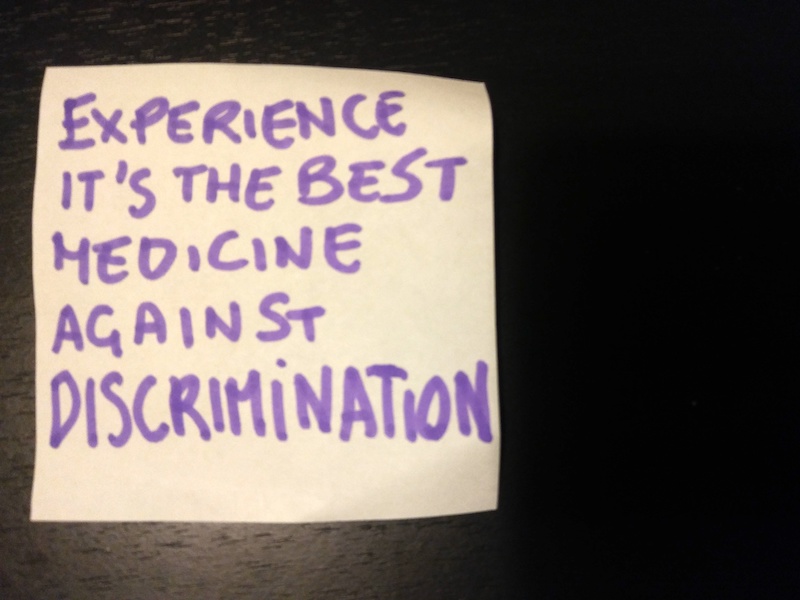 EXPERIENCE
IT'S THE BEST
MEDICINE
AGAINST
DISCRIMINATION